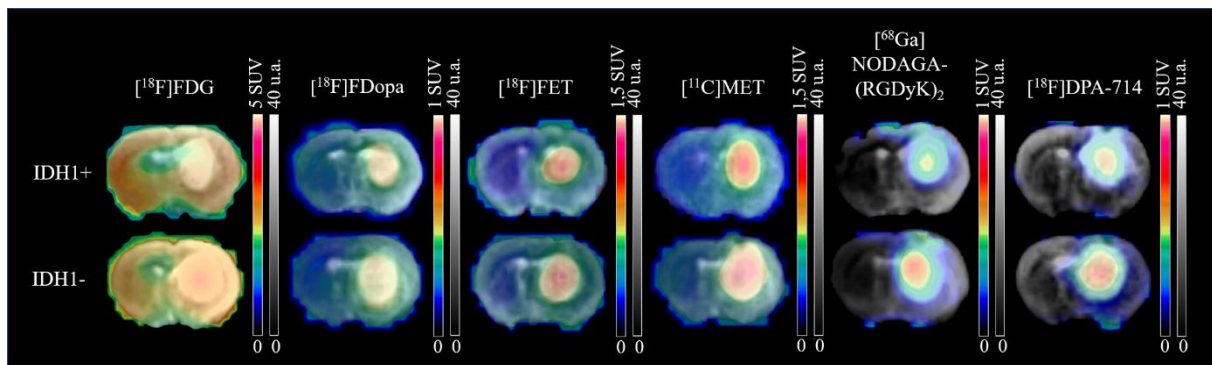 [¹⁸F]FDG
5 SUV
40 u.a.
[¹⁸F]FDopa
1 SUV
40 u.a.
[¹⁸F]FET
1,5 SUV
40 u.a.
[¹¹C]MET
1,5 SUV
40 u.a.
[⁶⁸Ga]
NODAGA-
(RGDyK)₂
1 SUV
40 u.a.
[¹⁸F]DPA-714
1 SUV
40 u.a.
IDH1+
IDH1-
0 0
0 0
0 0
0 0
0 0
0 0